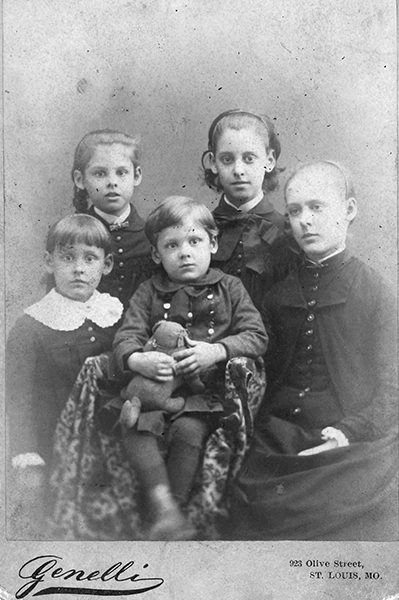 Genelli
923 Olive Street,
ST. LOUIS, MO.